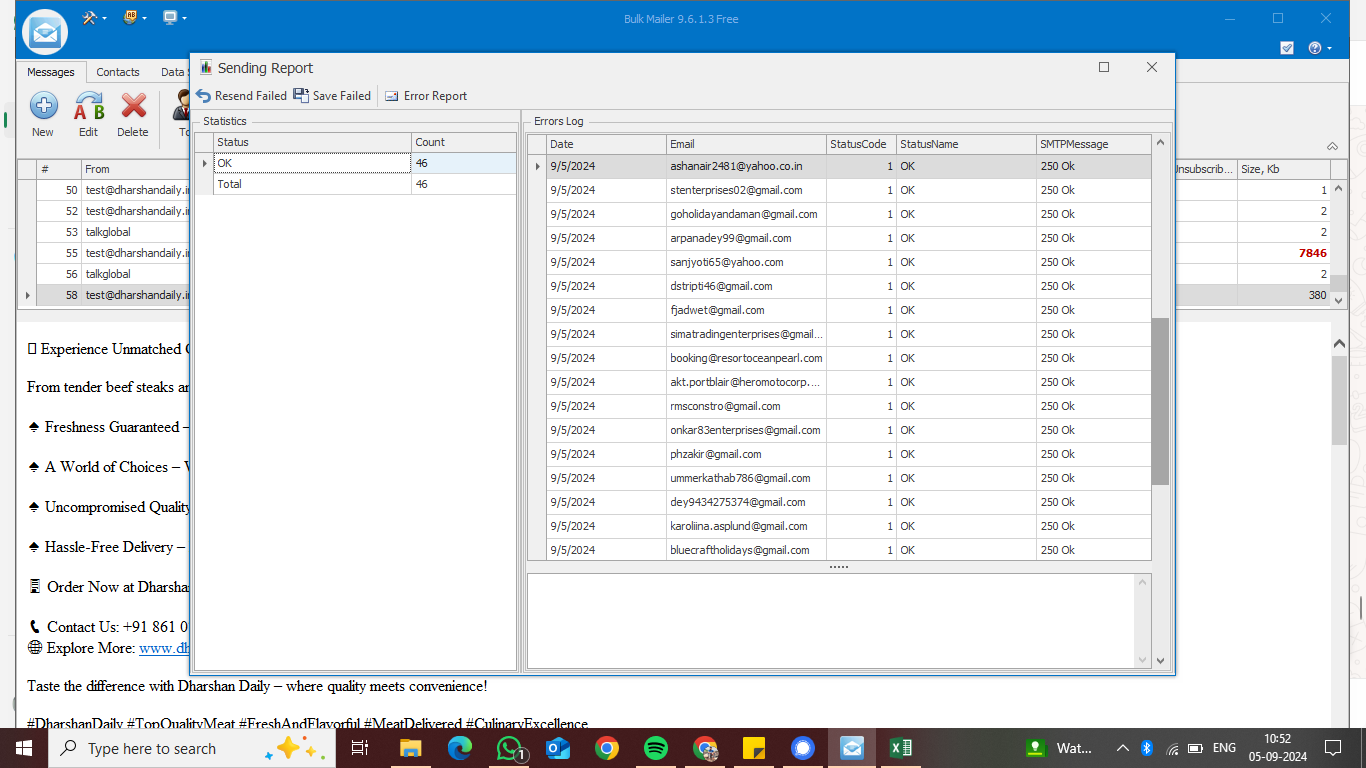 Bulk Mailer 9.6.1.3 Free
Messages Contacts Data
New Edit Delete To
# From Unsubscrib... Size, Kb
50 test@dharshandaily.in 1
52 test@dharshandaily.in 2
53 talkglobal 2
55 test@dharshandaily.in 7846
56 talkglobal 2
58 test@dharshandaily.in 380
Sending Report
Resend Failed Save Failed Error Report
Statistics
Status Count
OK 46
Total 46
Errors Log
Date Email StatusCode StatusName SMTPMessage
9/5/2024 ashanair2481@yahoo.co.in 1 OK 250 Ok
9/5/2024 stenterprises02@gmail.com 1 OK 250 Ok
9/5/2024 goholidayandaman@gmail.com 1 OK 250 Ok
9/5/2024 arpanadey99@gmail.com 1 OK 250 Ok
9/5/2024 sanjyoti65@yahoo.com 1 OK 250 Ok
9/5/2024 dstripti46@gmail.com 1 OK 250 Ok
9/5/2024 fjadwet@gmail.com 1 OK 250 Ok
9/5/2024 simatradingenterprises@gmail... 1 OK 250 Ok
9/5/2024 booking@resortoceanpearl.com 1 OK 250 Ok
9/5/2024 akt.portblair@heromotocorp.... 1 OK 250 Ok
9/5/2024 rmsconstro@gmail.com 1 OK 250 Ok
9/5/2024 onkar83enterprises@gmail.com 1 OK 250 Ok
9/5/2024 phzakir@gmail.com 1 OK 250 Ok
9/5/2024 ummerkathab786@gmail.com 1 OK 250 Ok
9/5/2024 dey9434275374@gmail.com 1 OK 250 Ok
9/5/2024 karoliina.asplund@gmail.com 1 OK 250 Ok
9/5/2024 bluecraftholidays@gmail.com 1 OK 250 Ok
Experience Unmatched
From tender beef steaks
Freshness Guaranteed –
A World of Choices –
Uncompromised Quality
Hassle-Free Delivery –
Order Now at Dharshan
Contact Us: +91 861 0
Explore More: www.dh
Taste the difference with Dharshan Daily – where quality meets convenience!
#DharshanDaily #TopQualityMeat #FreshAndFlavorful #MeatDelivered #CulinaryExcellence
Type here to search
1
Wat...
ENG
10:52
05-09-2024